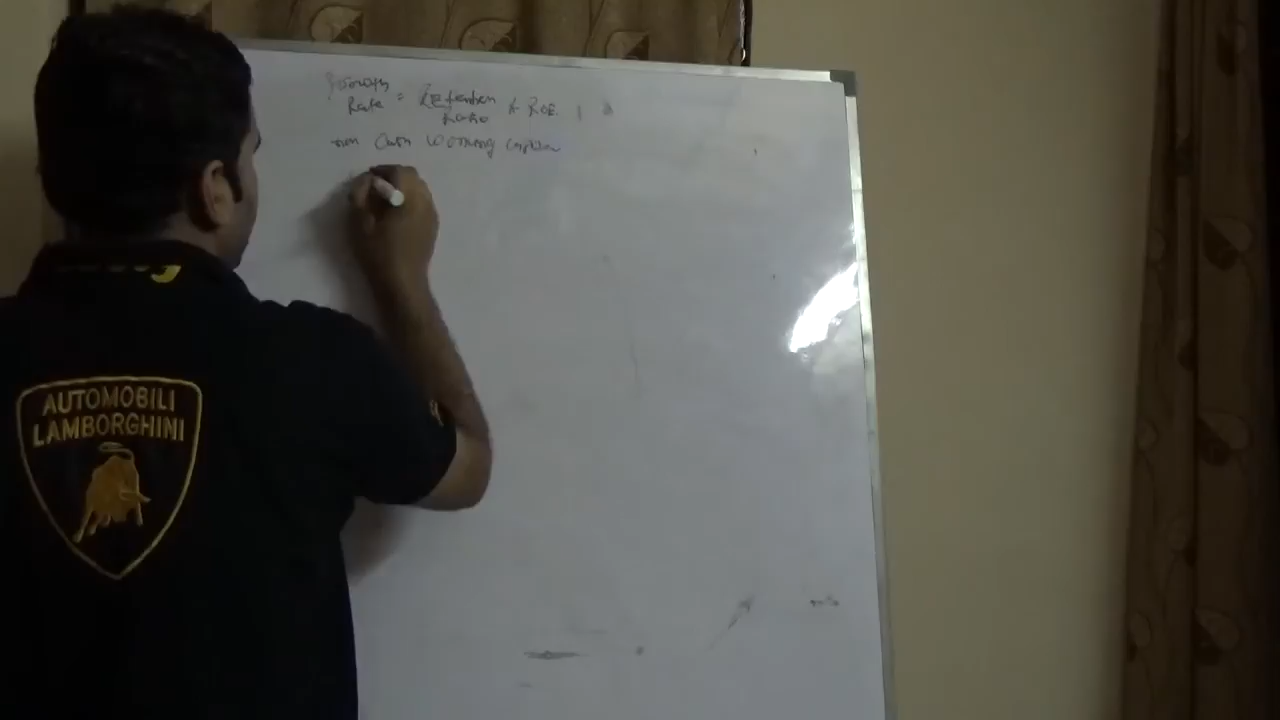 Growth
Rate = Retention Ratio × ROE
non Cash Working Capital
AUTOMOBILI
LAMBORGHINI